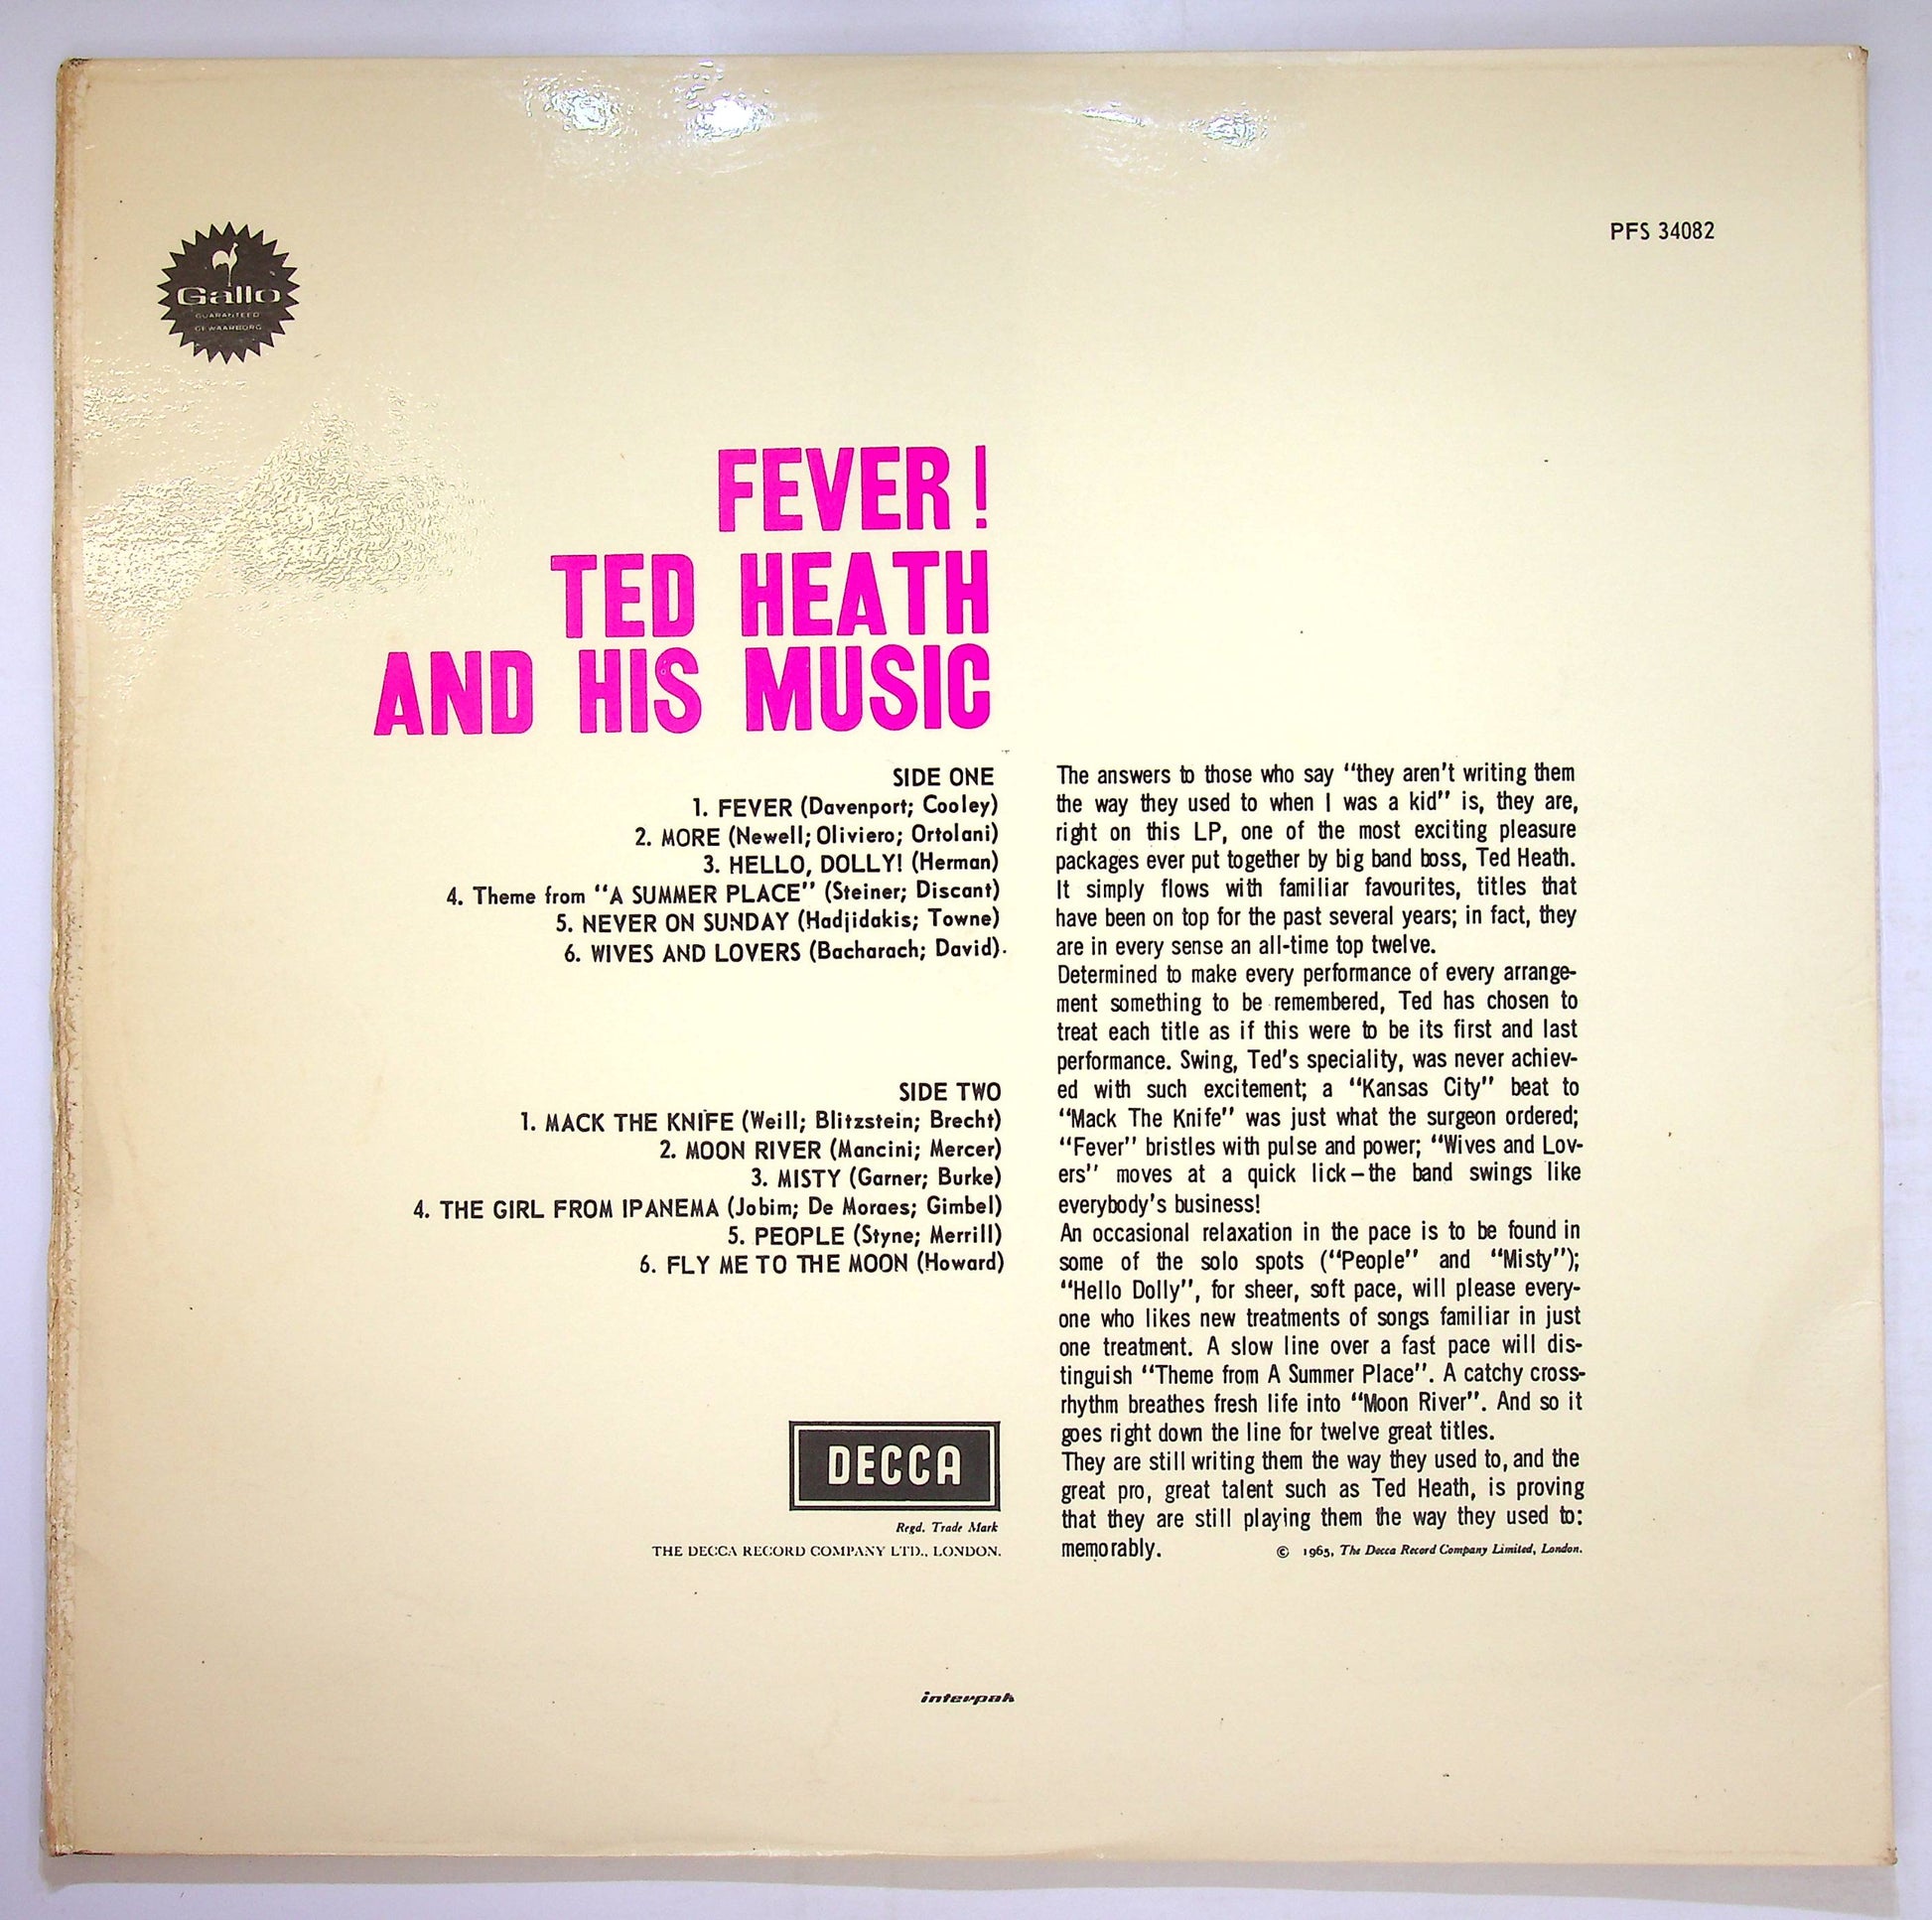 PFS 34082
Gallo
GUARANTEED
GEWAARBORG
FEVER!
TED HEATH
AND HIS MUSIC
SIDE ONE
1. FEVER (Davenport; Cooley)
2. MORE (Newell; Oliviero; Ortolani)
3. HELLO, DOLLY! (Herman)
4. Theme from "A SUMMER PLACE" (Steiner; Discant)
5. NEVER ON SUNDAY (Hadjidakis; Towne)
6. WIVES AND LOVERS (Bacharach; David).
SIDE TWO
1. MACK THE KNIFE (Weill; Blitzstein; Brecht)
2. MOON RIVER (Mancini; Mercer)
3. MISTY (Garner; Burke)
4. THE GIRL FROM IPANEMA (Jobim; De Moraes; Gimbel)
5. PEOPLE (Styne; Merrill)
6. FLY ME TO THE MOON (Howard)
DECCA
Regd. Trade Mark
THE DECCA RECORD COMPANY LTD., LONDON.
The answers to those who say "they aren't writing them
the way they used to when I was a kid" is, they are,
right on this LP, one of the most exciting pleasure
packages ever put together by big band boss, Ted Heath.
It simply flows with familiar favourites, titles that
have been on top for the past several years; in fact, they
are in every sense an all-time top twelve.
Determined to make every performance of every arrange-
ment something to be remembered, Ted has chosen to
treat each title as if this were to be its first and last
performance. Swing, Ted's speciality, was never achiev-
ed with such excitement; a "Kansas City" beat to
"Mack The Knife" was just what the surgeon ordered;
"Fever" bristles with pulse and power; "Wives and Lov-
ers" moves at a quick lick–the band swings like
everybody's business!
An occasional relaxation in the pace is to be found in
some of the solo spots ("People" and "Misty");
"Hello Dolly", for sheer, soft pace, will please every-
one who likes new treatments of songs familiar in just
one treatment. A slow line over a fast pace will dis-
tinguish "Theme from A Summer Place". A catchy cross-
rhythm breathes fresh life into "Moon River". And so it
goes right down the line for twelve great titles.
They are still writing them the way they used to, and the
great pro, great talent such as Ted Heath, is proving
that they are still playing them the way they used to:
memorably.
© 1965, The Decca Record Company Limited, London.
interpak